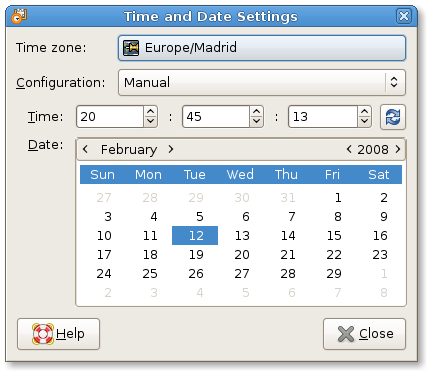 Time and Date Settings
Time zone: Europe/Madrid
Configuration: Manual
Time: 20 : 45 : 13
Date: < February > < 2008 >
Sun Mon Tue Wed Thu Fri Sat
27 28 29 30 31 1 2
3 4 5 6 7 8 9
10 11 12 13 14 15 16
17 18 19 20 21 22 23
24 25 26 27 28 29 1
2 3 4 5 6 7 8
Help Close